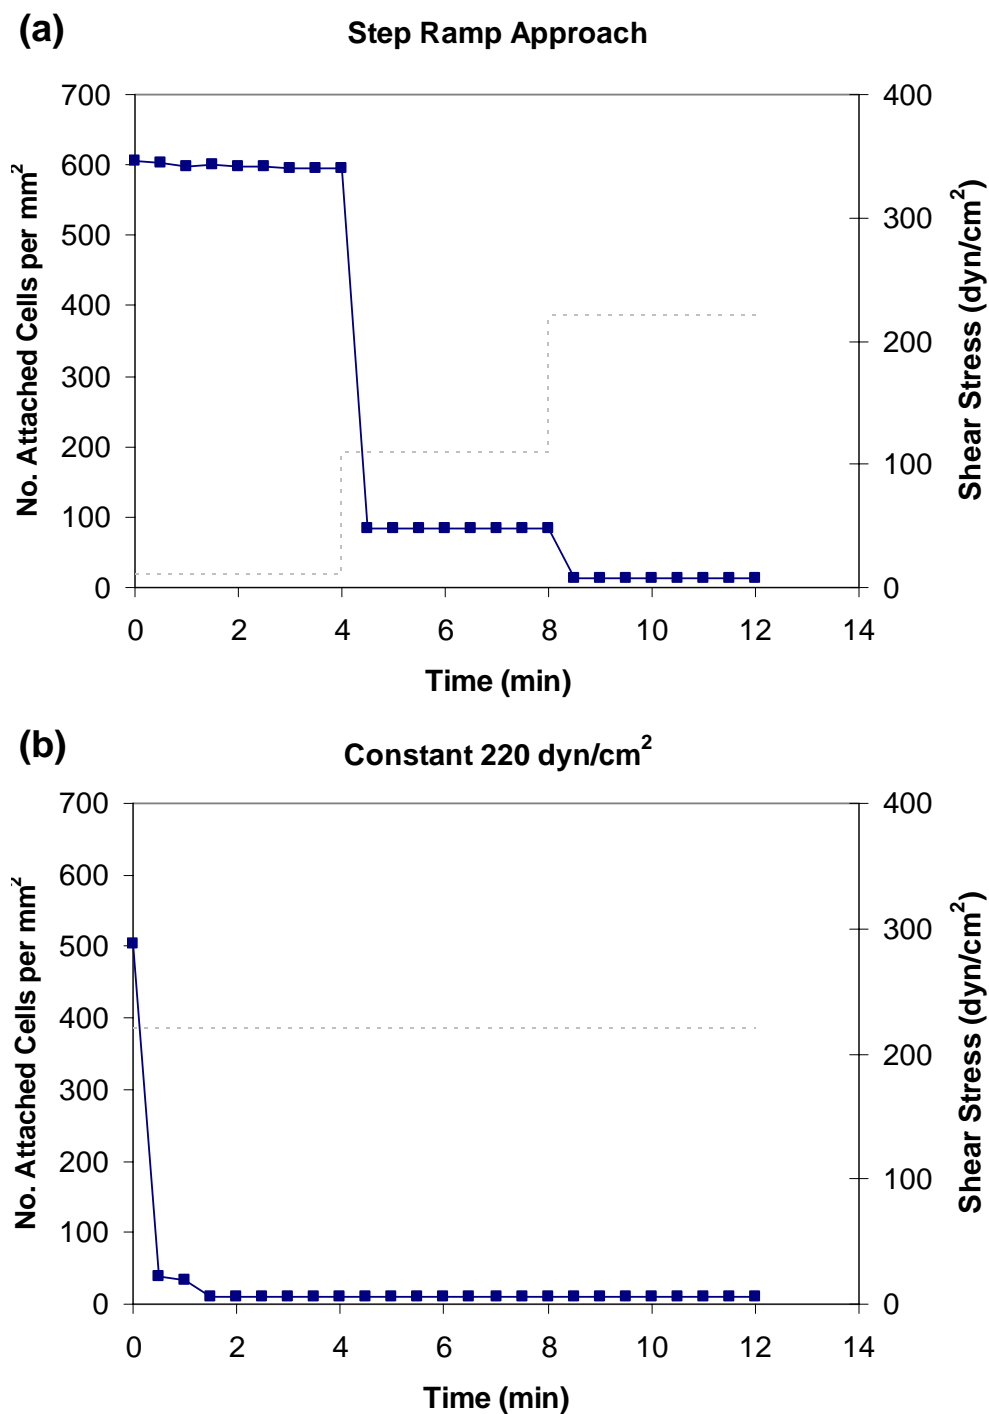 (a)
Step Ramp Approach
700
600
500
400
300
200
100
0
No. Attached Cells per mm²
400
300
200
100
0
Shear Stress (dyn/cm²)
0 2 4 6 8 10 12 14
Time (min)
(b)
Constant 220 dyn/cm²
700
600
500
400
300
200
100
0
No. Attached Cells per mm²
400
300
200
100
0
Shear Stress (dyn/cm²)
0 2 4 6 8 10 12 14
Time (min)